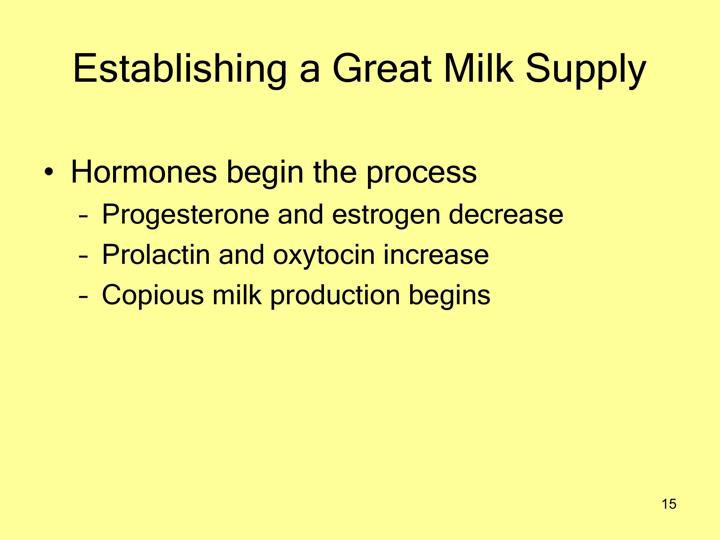 Establishing a Great Milk Supply
• Hormones begin the process
– Progesterone and estrogen decrease
– Prolactin and oxytocin increase
– Copious milk production begins
15